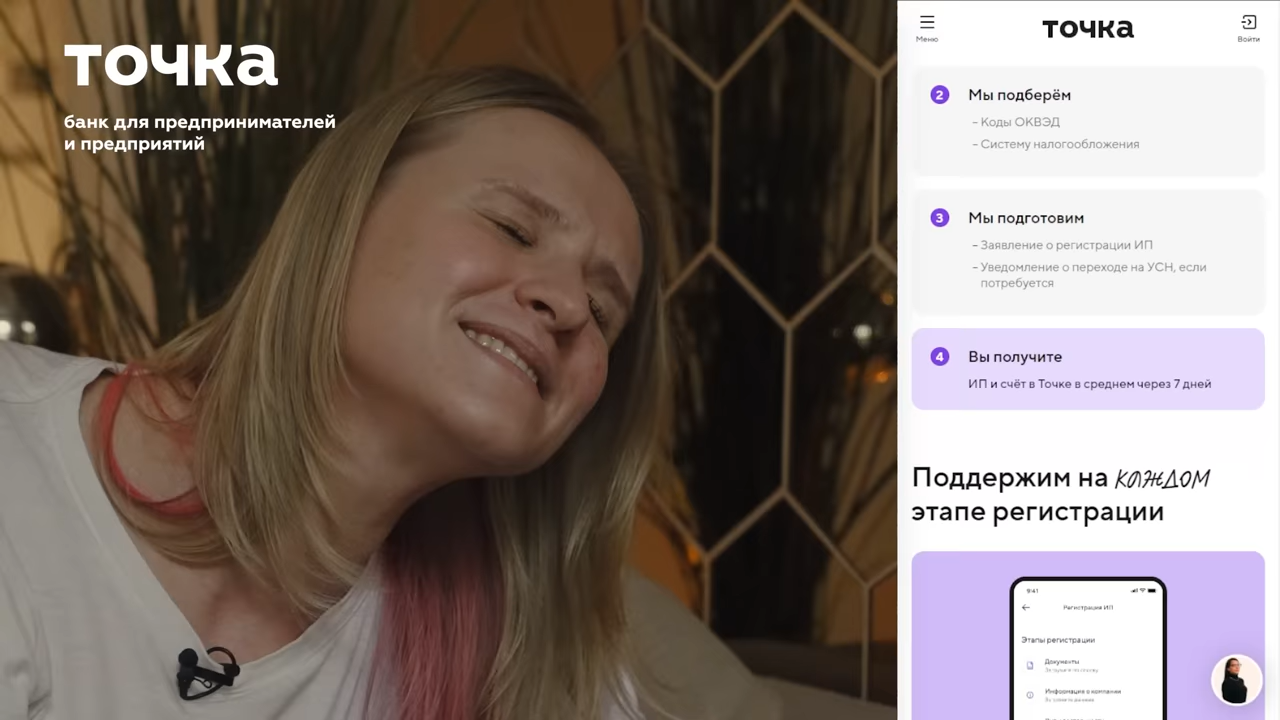 точка
банк для предпринимателей
и предприятий
Меню
точка
Войти
2
Мы подберём
- Коды ОКВЭД
- Систему налогообложения
3
Мы подготовим
- Заявление о регистрации ИП
- Уведомление о переходе на УСН, если
потребуется
4
Вы получите
ИП и счёт в Точке в среднем через 7 дней
Поддержим на каждом
этапе регистрации
9:41
Регистрация ИП
Этапы регистрации
Документы
Информация о компании